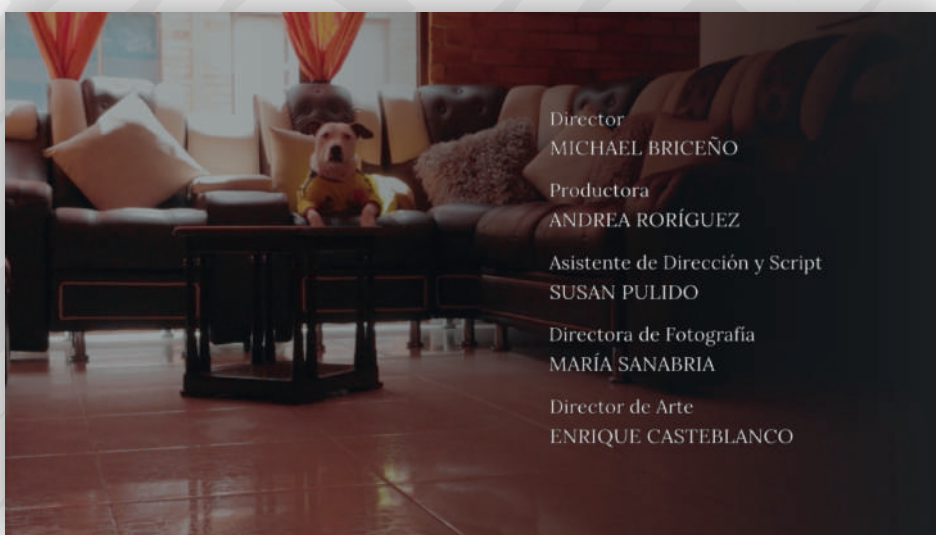 Director
MICHAEL BRICEÑO
Productora
ANDREA RORÍGUEZ
Asistente de Dirección y Script
SUSAN PULIDO
Directora de Fotografía
MARÍA SANABRIA
Director de Arte
ENRIQUE CASTEBLANCO